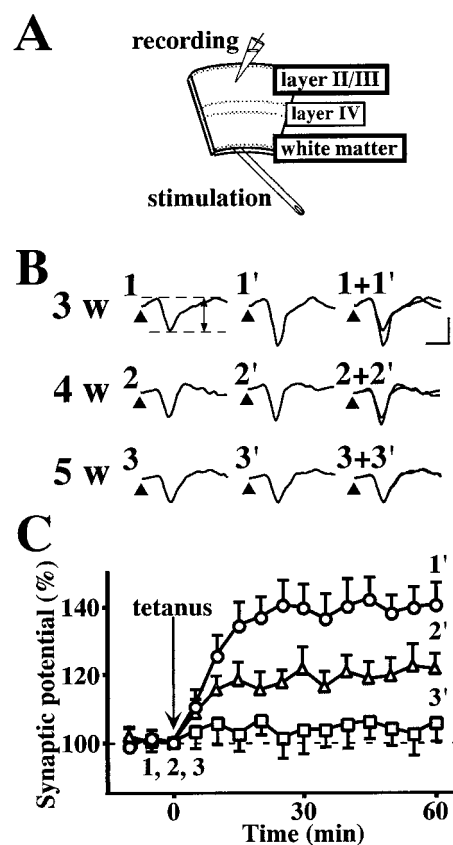 A
recording
layer II/III
layer IV
white matter
stimulation
B
1 1' 1+1'
3 w
2 2' 2+2'
4 w
3 3' 3+3'
5 w
C
Synaptic potential (%)
140
120
100
tetanus
1'
2'
3'
1, 2, 3
0 30 60
Time (min)